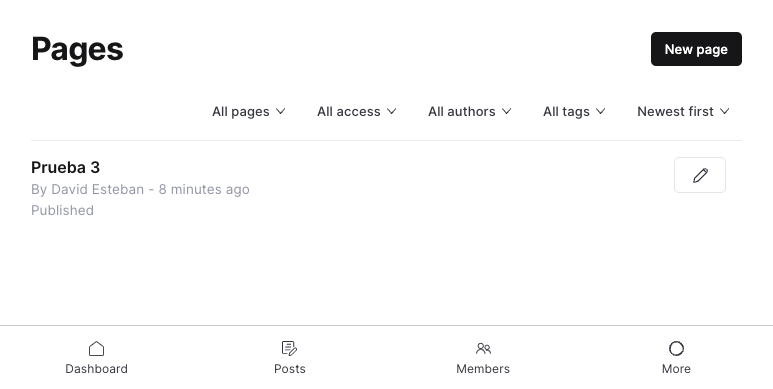 Pages
New page
All pages
All access
All authors
All tags
Newest first
Prueba 3
By David Esteban - 8 minutes ago
Published
Dashboard
Posts
Members
More